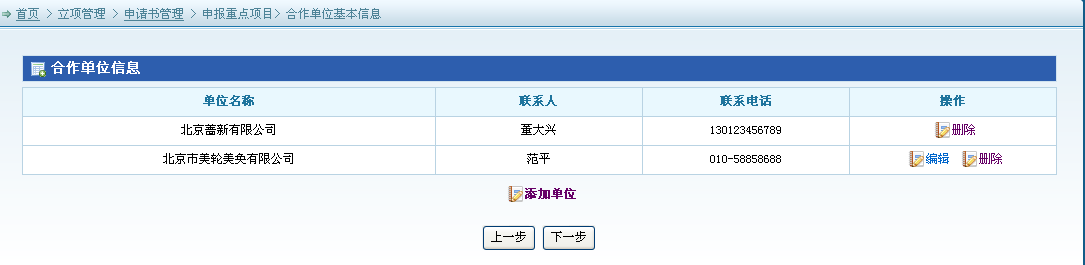 首页 > 立项管理 > 申请书管理 > 申报重点项目> 合作单位基本信息
合作单位信息
单位名称 联系人 联系电话 操作
北京蔷新有限公司 董大兴 130123456789 删除
北京市美轮美奂有限公司 范平 010-58858688 编辑 删除
添加单位
上一步 下一步